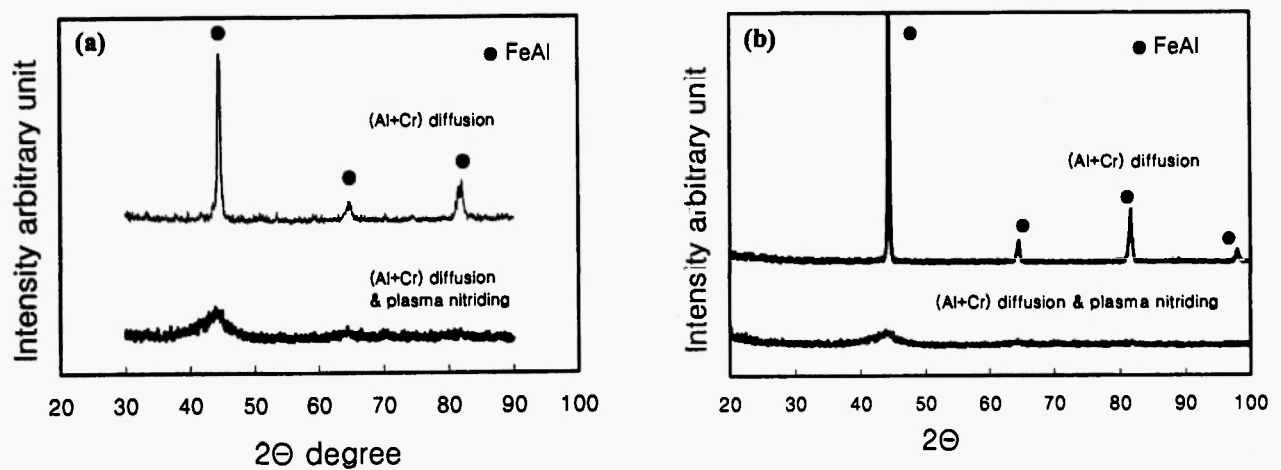 (a)
● FeAl
(Al+Cr) diffusion
(Al+Cr) diffusion
& plasma nitriding
Intensity arbitrary unit
20 30 40 50 60 70 80 90 100
2Θ degree
(b)
● FeAl
(Al+Cr) diffusion
(Al+Cr) diffusion & plasma nitriding
Intensity arbitrary unit
20 30 40 50 60 70 80 90 100
2Θ